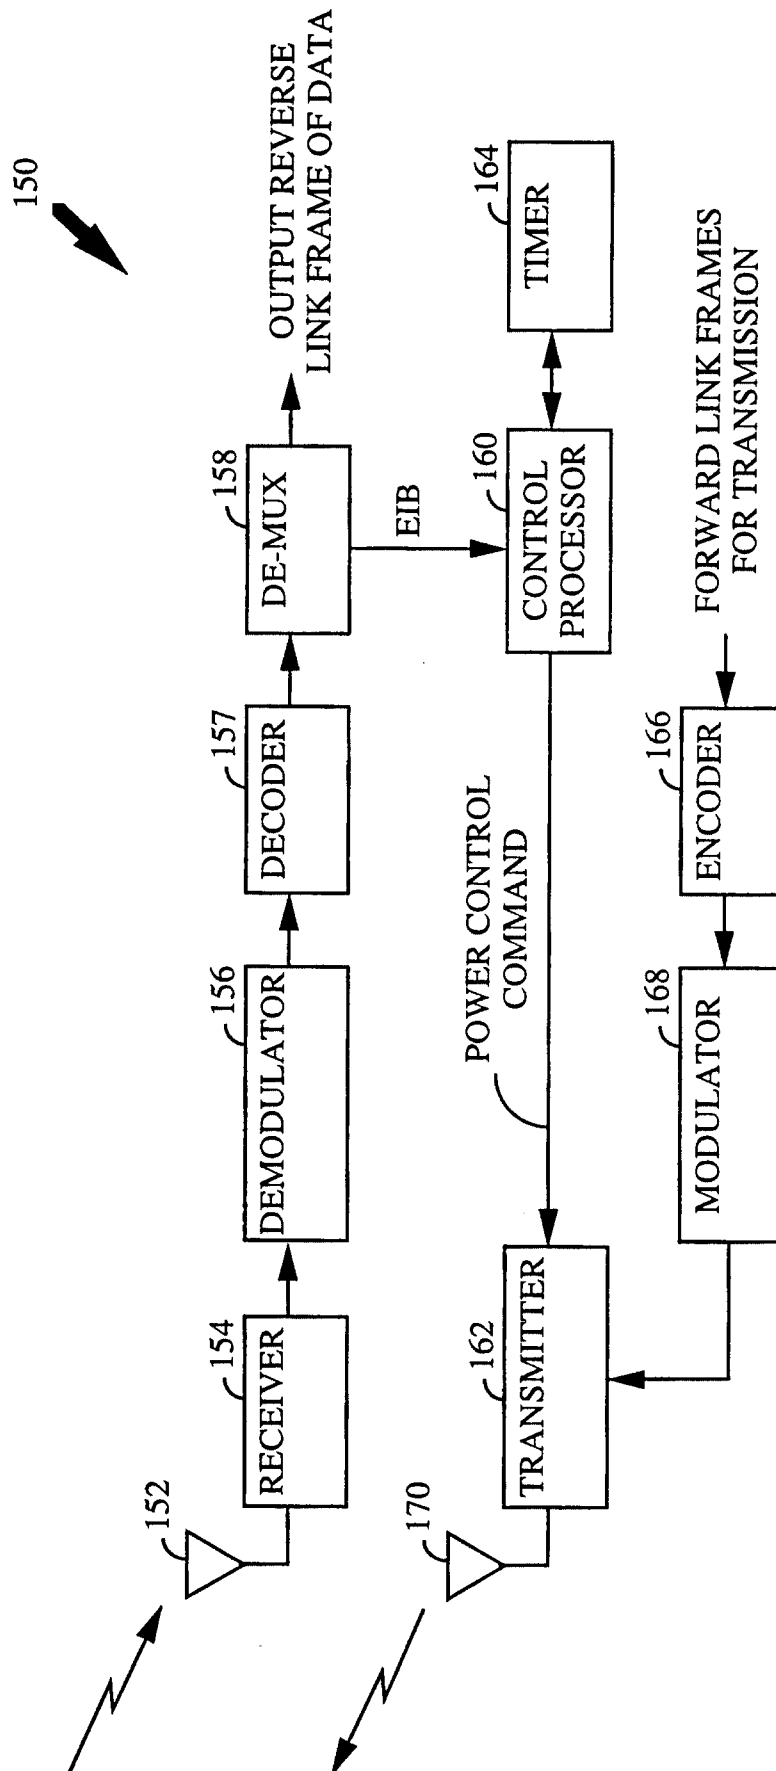 150
OUTPUT REVERSE
LINK FRAME OF DATA
152
154
RECEIVER
156
DEMODULATOR
157
DECODER
158
DE-MUX
EIB
160
CONTROL
PROCESSOR
164
TIMER
POWER CONTROL
COMMAND
170
162
TRANSMITTER
168
MODULATOR
166
ENCODER
FORWARD LINK FRAMES
FOR TRANSMISSION